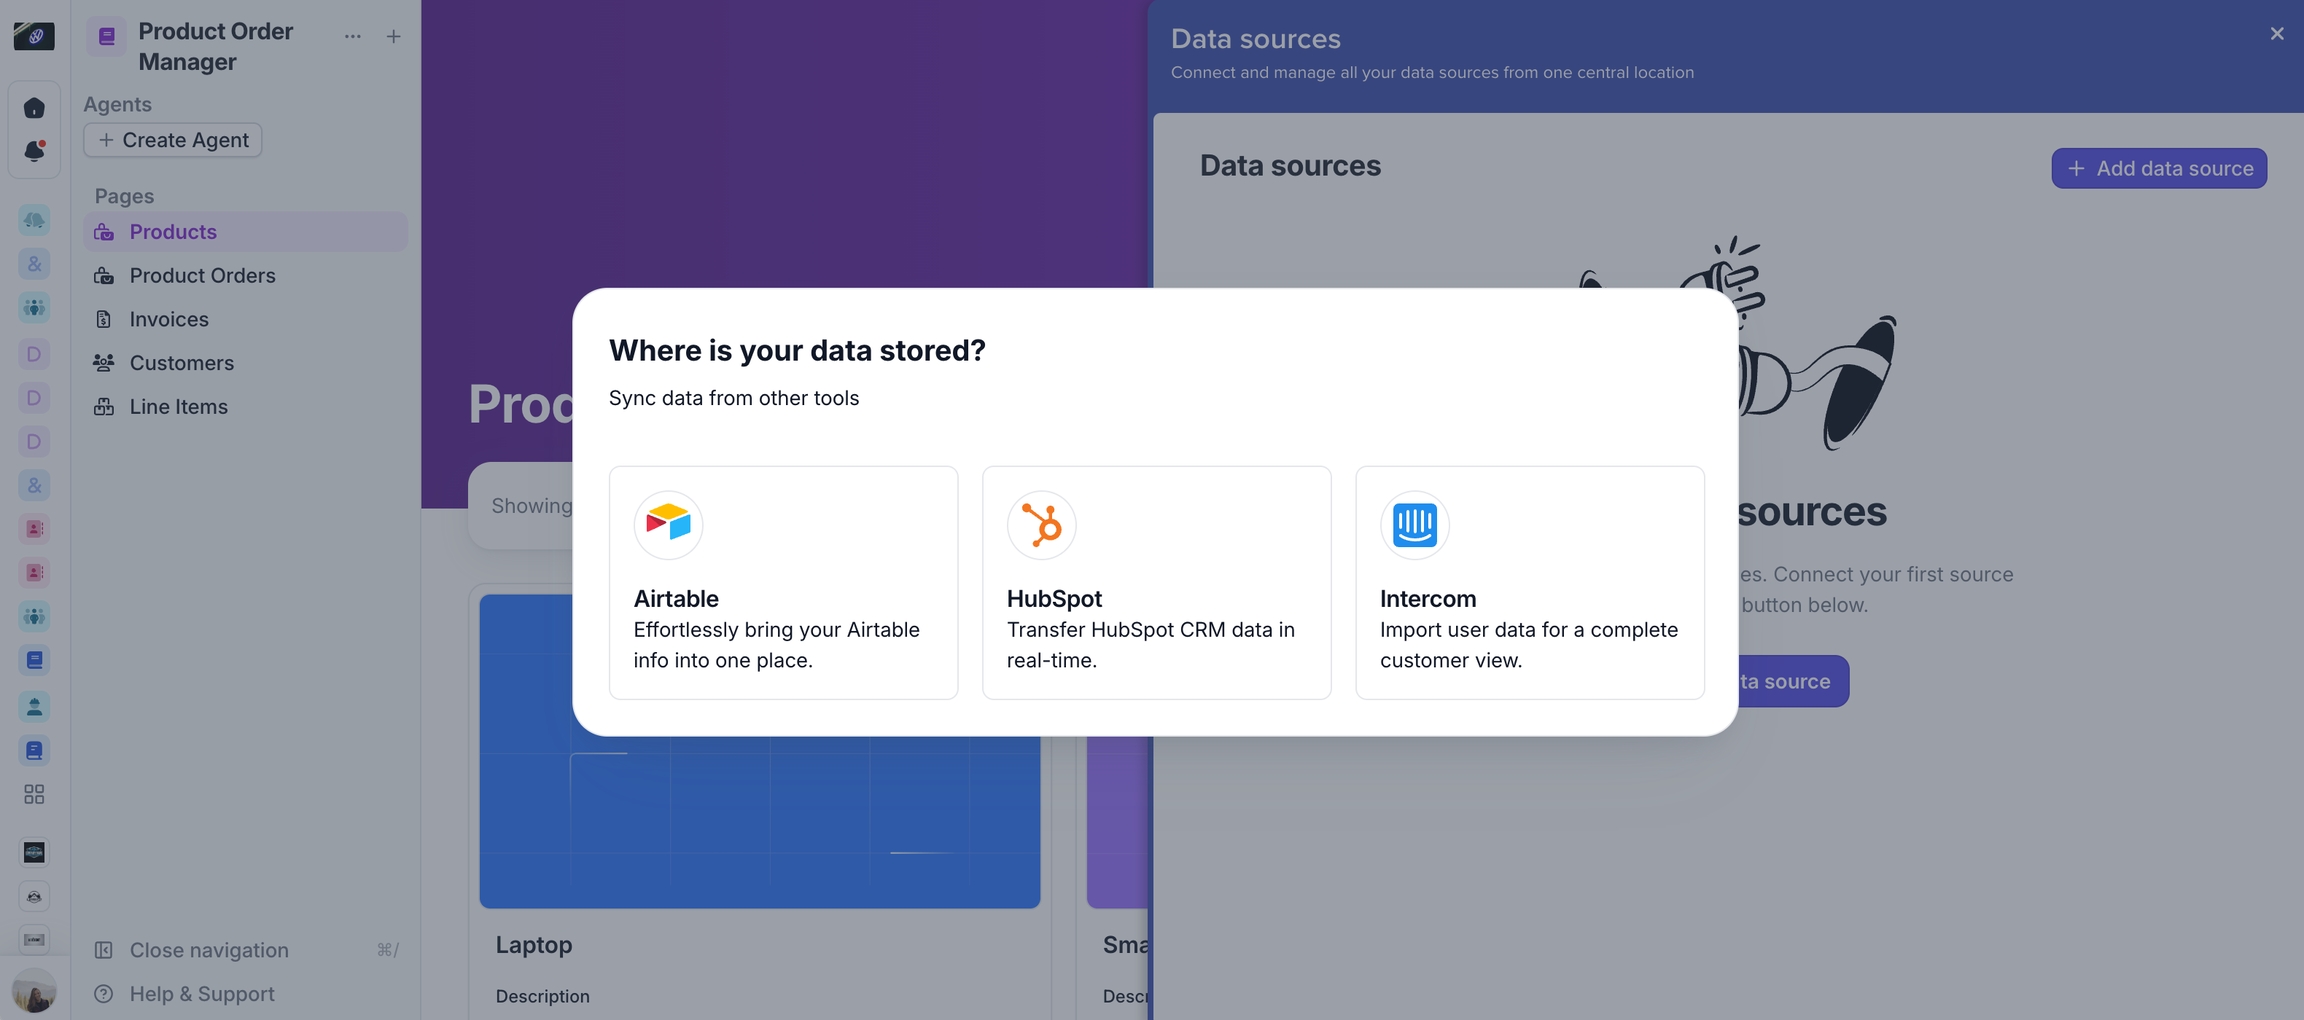 Product Order
Manager
Agents
Create Agent
Pages
Products
Product Orders
Invoices
Customers
Line Items
Close navigation ⌘/
Help & Support
&
D
D
D
&
Data sources
Connect and manage all your data sources from one central location
Data sources
Add data source
Prod
Showing
Where is your data stored?
Sync data from other tools
Airtable
Effortlessly bring your Airtable
info into one place.
HubSpot
Transfer HubSpot CRM data in
real-time.
Intercom
Import user data for a complete
customer view.
sources
es. Connect your first source
button below.
ta source
Laptop
Description
Sma
Descr